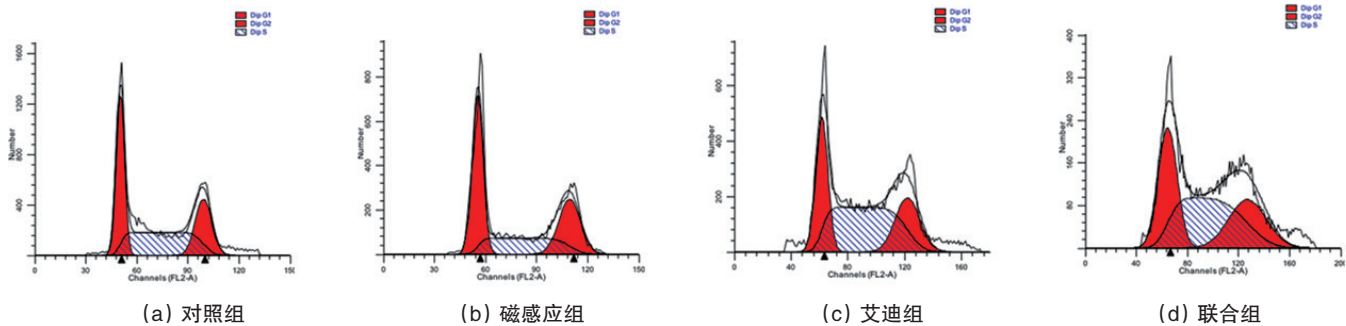 Dip G1
Dip G2
Dip S
Number
1600
1200
800
400
0
30
60
90
120
150
Channels (FL2-A)
(a) 对照组
Dip G1
Dip G2
Dip S
Number
800
600
400
200
0
30
60
90
120
150
Channels (FL2-A)
(b) 磁感应组
Dip G1
Dip G2
Dip S
Number
600
400
200
0
40
80
120
160
Channels (FL2-A)
(c) 艾迪组
Dip G1
Dip G2
Dip S
Number
400
320
240
160
80
0
0
40
80
120
160
200
Channels (FL2-A)
(d) 联合组